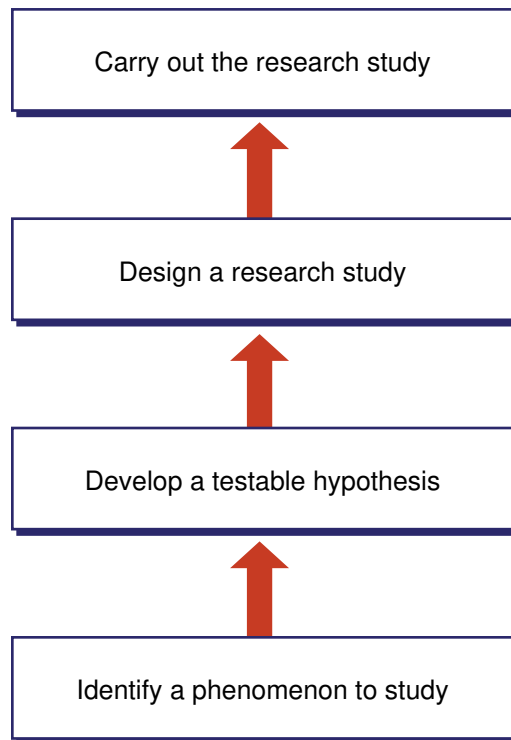 Carry out the research study
Design a research study
Develop a testable hypothesis
Identify a phenomenon to study